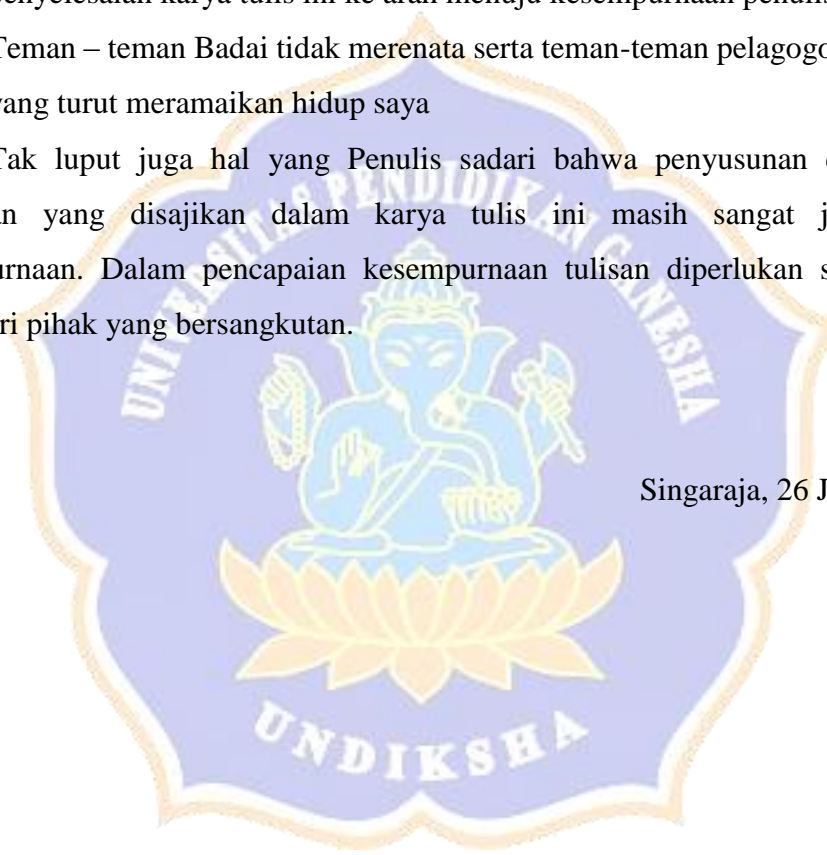 penyelesaian karya tulis ini ke arah menuju kesempurnaan penulis
Teman – teman Badai tidak merenata serta teman-teman pelagogo
yang turut meramaikan hidup saya
Tak luput juga hal yang Penulis sadari bahwa penyusunan
an yang disajikan dalam karya tulis ini masih sangat j
urnaan. Dalam pencapaian kesempurnaan tulisan diperlukan s
ri pihak yang bersangkutan.
UNIVERSITAS PENDIDIKAN GANESHA
Singaraja, 26 J
UNDIKSHA